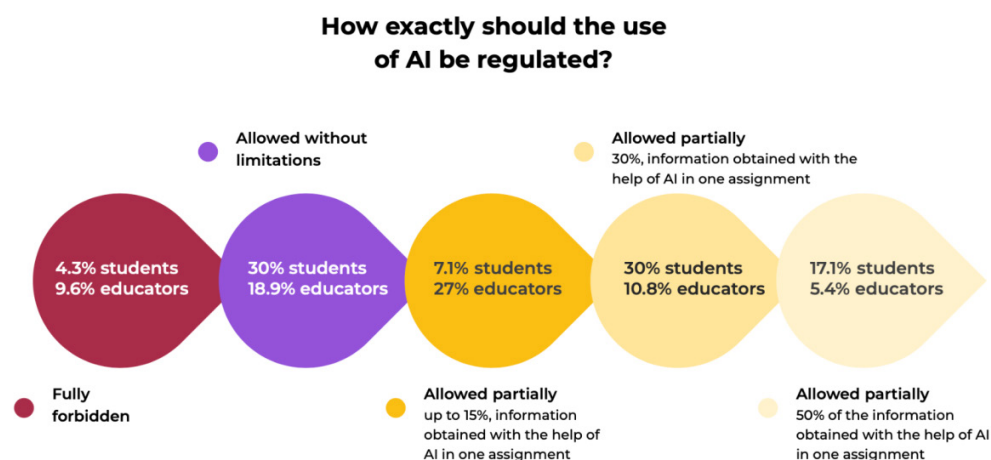 How exactly should the use
of AI be regulated?
Allowed without
limitations
Allowed partially
30%, information obtained with the
help of AI in one assignment
4.3% students
9.6% educators
30% students
18.9% educators
7.1% students
27% educators
30% students
10.8% educators
17.1% students
5.4% educators
Fully
forbidden
Allowed partially
up to 15%, information
obtained with the help of
AI in one assignment
Allowed partially
50% of the information
obtained with the help of AI
in one assignment